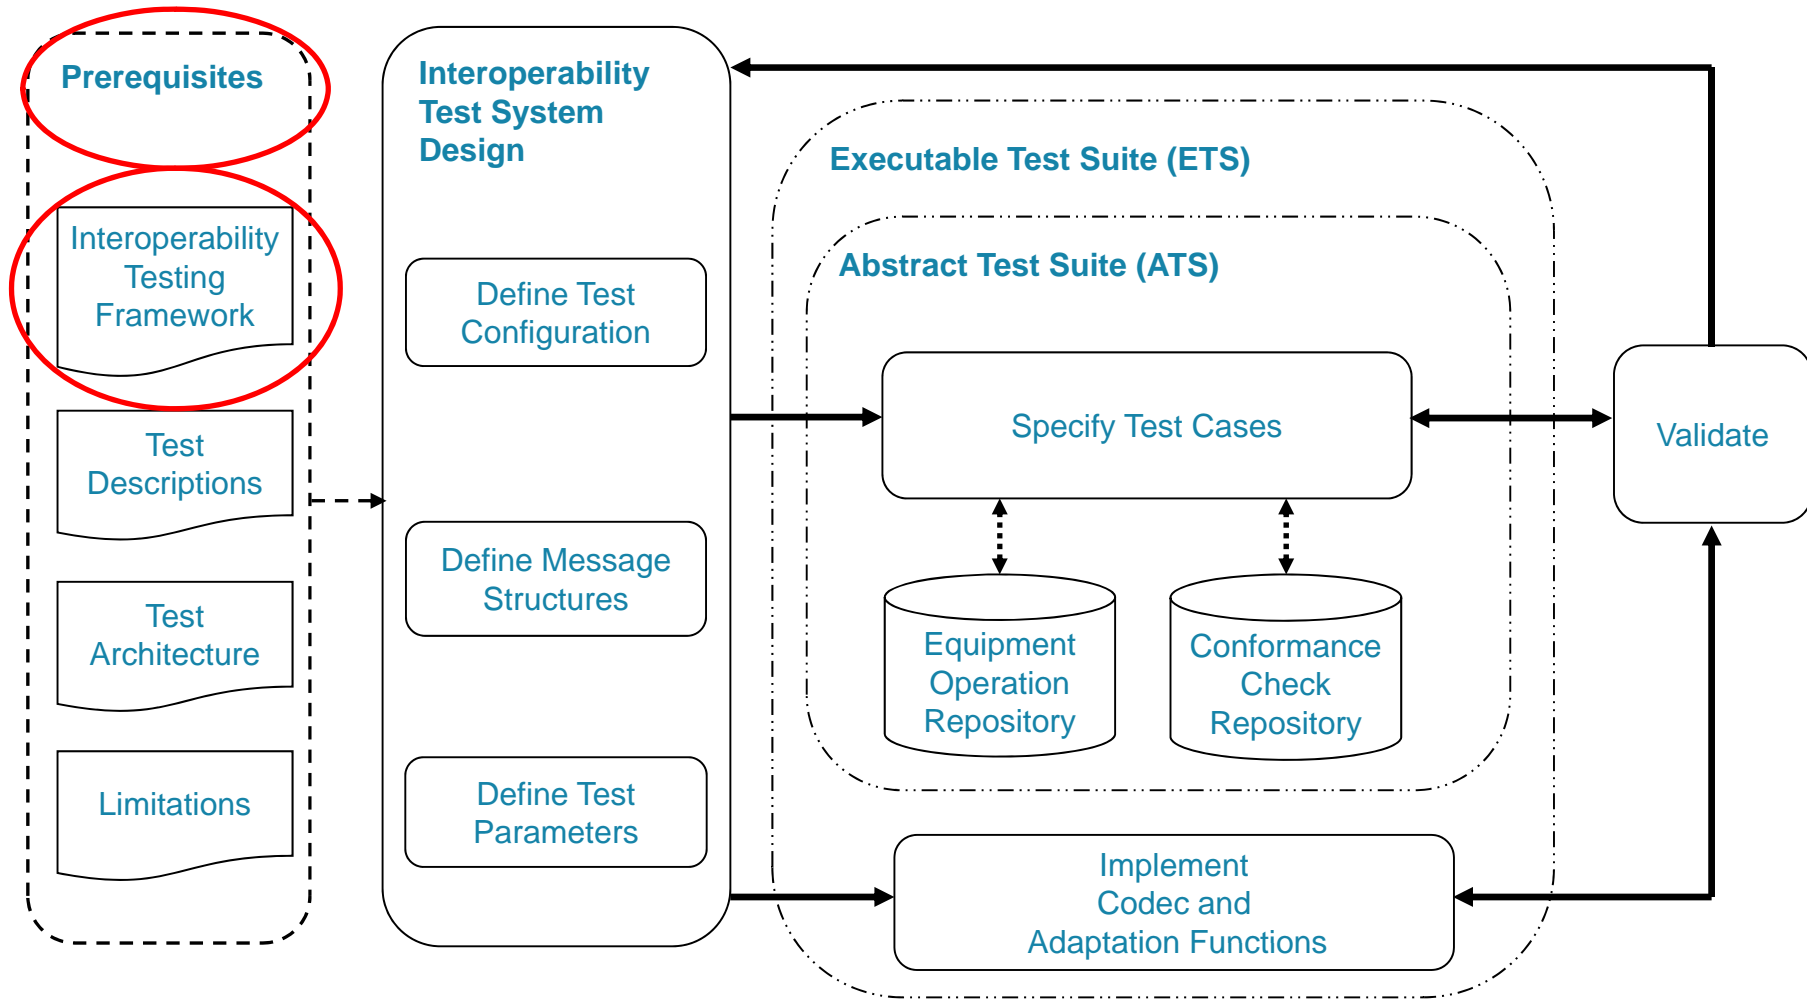 Prerequisites
Interoperability
Testing
Framework
Test
Descriptions
Test
Architecture
Limitations
Interoperability
Test System
Design
Define Test
Configuration
Define Message
Structures
Define Test
Parameters
Executable Test Suite (ETS)
Abstract Test Suite (ATS)
Specify Test Cases
Equipment
Operation
Repository
Conformance
Check
Repository
Implement
Codec and
Adaptation Functions
Validate